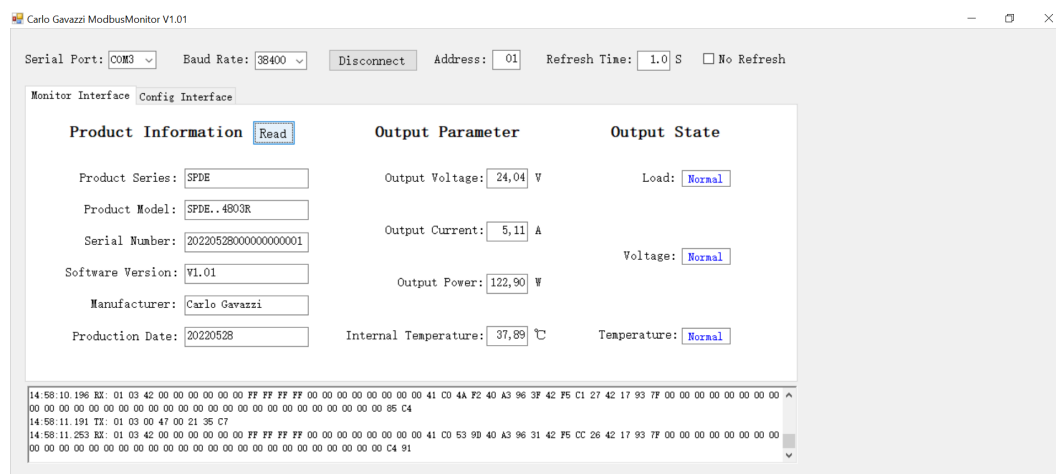 Carlo Gavazzi ModbusMonitor V1.01
Serial Port: COM3 Baud Rate: 38400 Disconnect Address: 01 Refresh Time: 1.0 S No Refresh
Monitor Interface Config Interface
Product Information Read Output Parameter Output State
Product Series: SPDE Output Voltage: 24,04 V Load: Normal
Product Model: SPDE..4803R
Serial Number: 20220528000000000001 Output Current: 5,11 A
Voltage: Normal
Software Version: V1.01 Output Power: 122,90 W
Manufacturer: Carlo Gavazzi
Production Date: 20220528 Internal Temperature: 37,89 ℃ Temperature: Normal
14:58:10.196 RX: 01 03 42 00 00 00 00 00 00 FF FF FF FF 00 00 00 00 00 00 00 00 41 C0 4A F2 40 A3 96 3F 42 F5 C1 27 42 17 93 7F 00 00 00 00 00 00 00 00
00 00 00 00 00 00 00 00 00 00 00 00 00 00 00 00 00 00 00 00 00 00 00 00 85 C4
14:58:11.191 TX: 01 03 00 47 00 21 35 C7
14:58:11.253 RX: 01 03 42 00 00 00 00 00 00 FF FF FF FF 00 00 00 00 00 00 00 00 41 C0 53 9D 40 A3 96 31 42 F5 CC 26 42 17 93 7F 00 00 00 00 00 00 00 00
00 00 00 00 00 00 00 00 00 00 00 00 00 00 00 00 00 00 00 00 00 00 00 00 C4 91